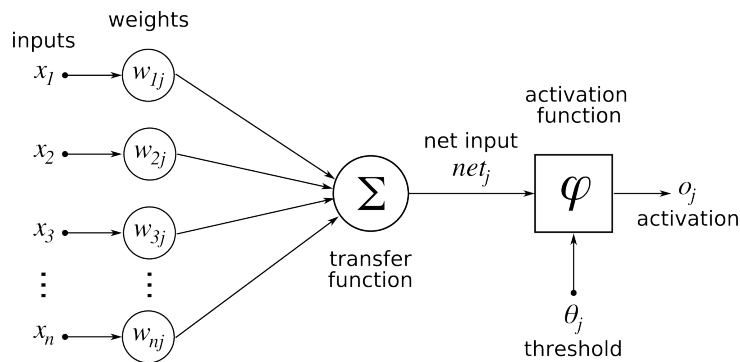 weights
inputs
x₁
w₁ⱼ
activation
function
x₂
w₂ⱼ
net input
netⱼ
Σ
φ
oⱼ
activation
x₃
w₃ⱼ
transfer
function
⋮
⋮
xₙ
wₙⱼ
θⱼ
threshold